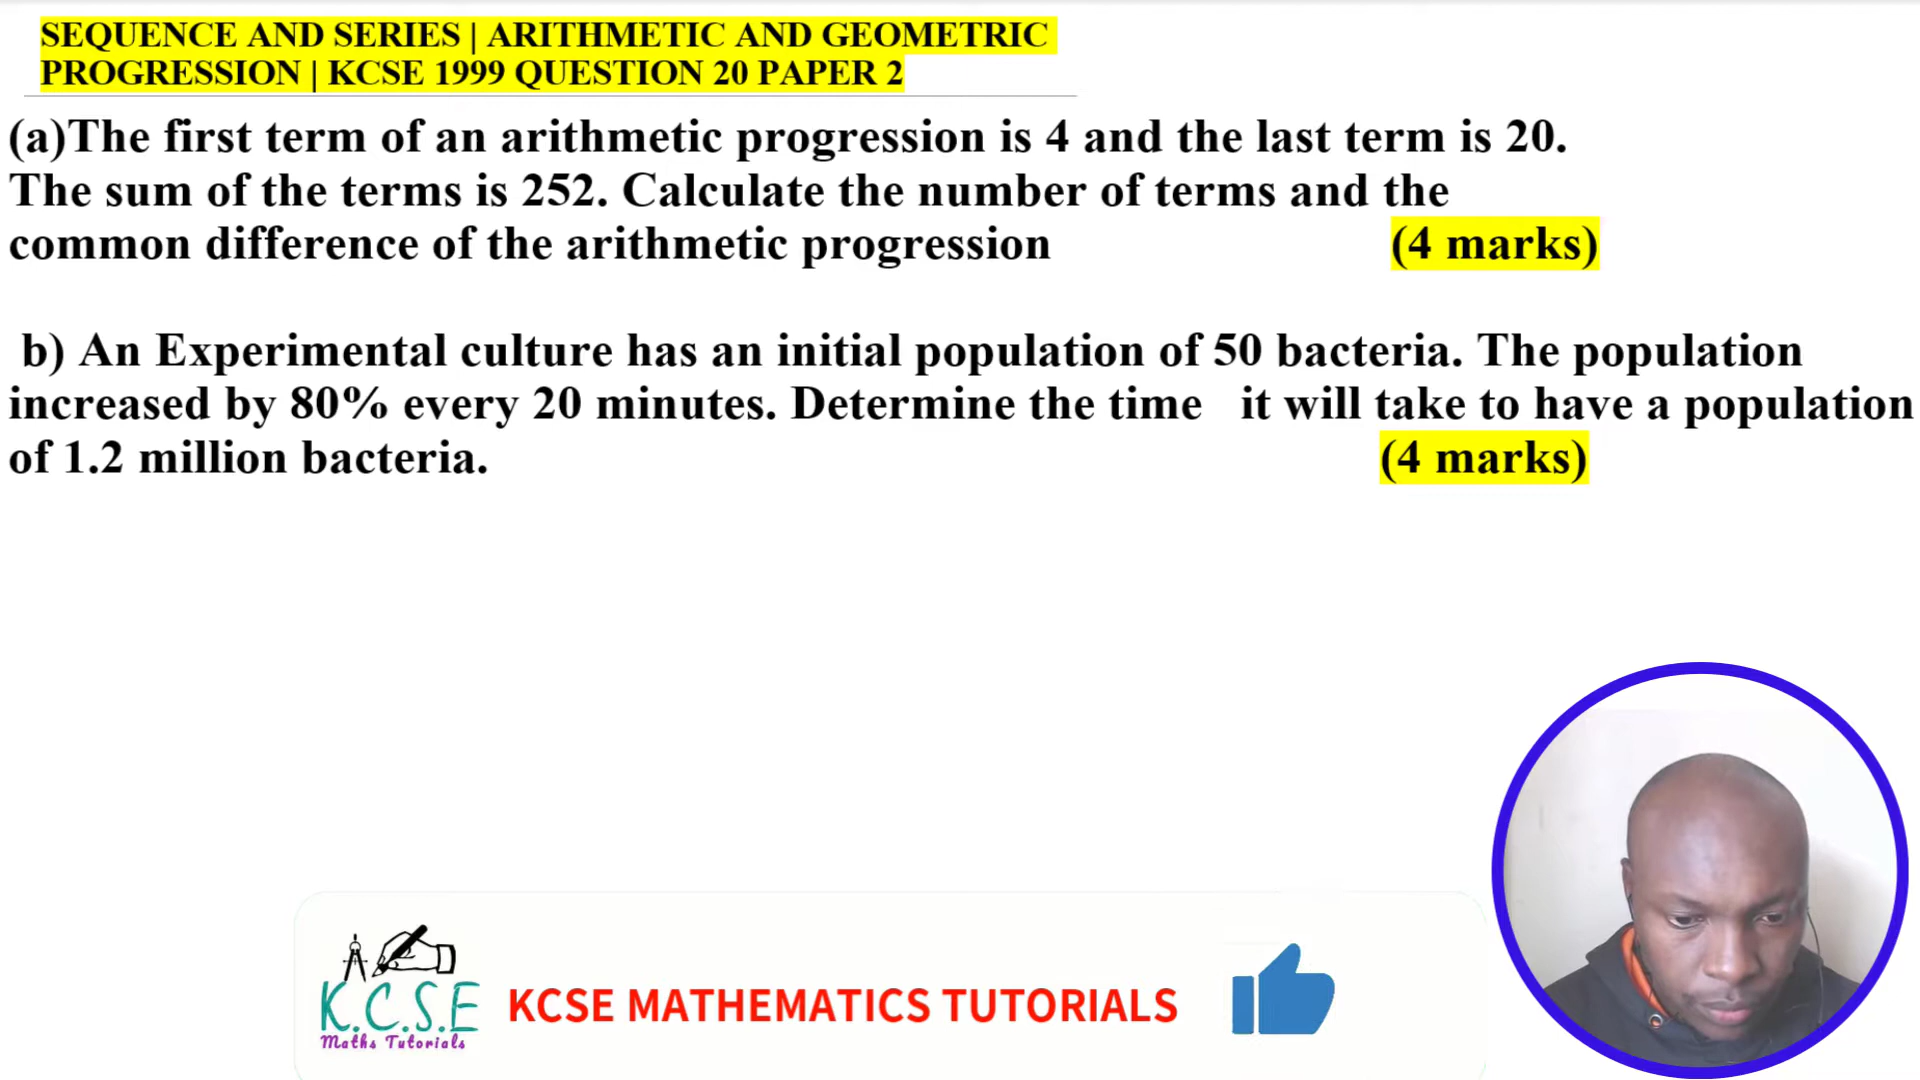 SEQUENCE AND SERIES | ARITHMETIC AND GEOMETRIC
PROGRESSION | KCSE 1999 QUESTION 20 PAPER 2
(a)The first term of an arithmetic progression is 4 and the last term is 20.
The sum of the terms is 252. Calculate the number of terms and the
common difference of the arithmetic progression (4 marks)
b) An Experimental culture has an initial population of 50 bacteria. The population
increased by 80% every 20 minutes. Determine the time it will take to have a population
of 1.2 million bacteria. (4 marks)
K.C.S.E
Maths Tutorials
KCSE MATHEMATICS TUTORIALS